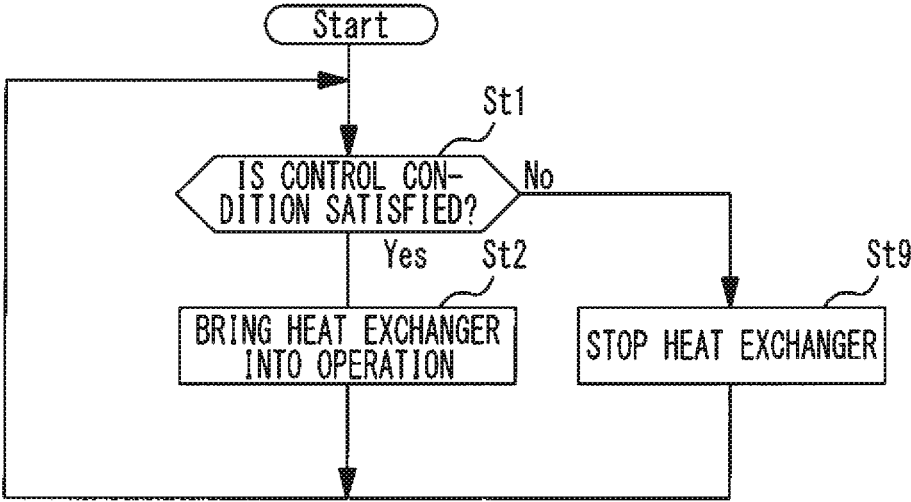 Start
St1
IS CONTROL CON-
DITION SATISFIED?
No
Yes
St2
St9
BRING HEAT EXCHANGER
INTO OPERATION
STOP HEAT EXCHANGER